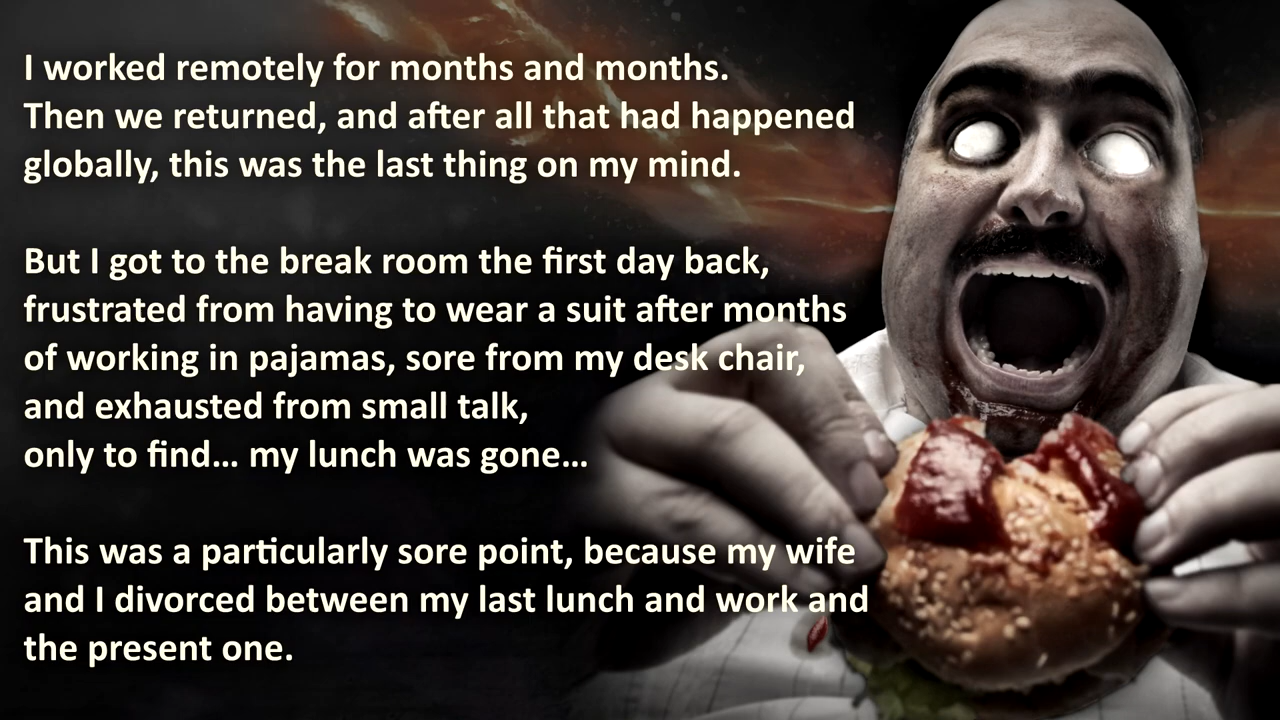 I worked remotely for months and months.
Then we returned, and after all that had happened
globally, this was the last thing on my mind.
But I got to the break room the first day back,
frustrated from having to wear a suit after months
of working in pajamas, sore from my desk chair,
and exhausted from small talk,
only to find… my lunch was gone…
This was a particularly sore point, because my wife
and I divorced between my last lunch and work and
the present one.